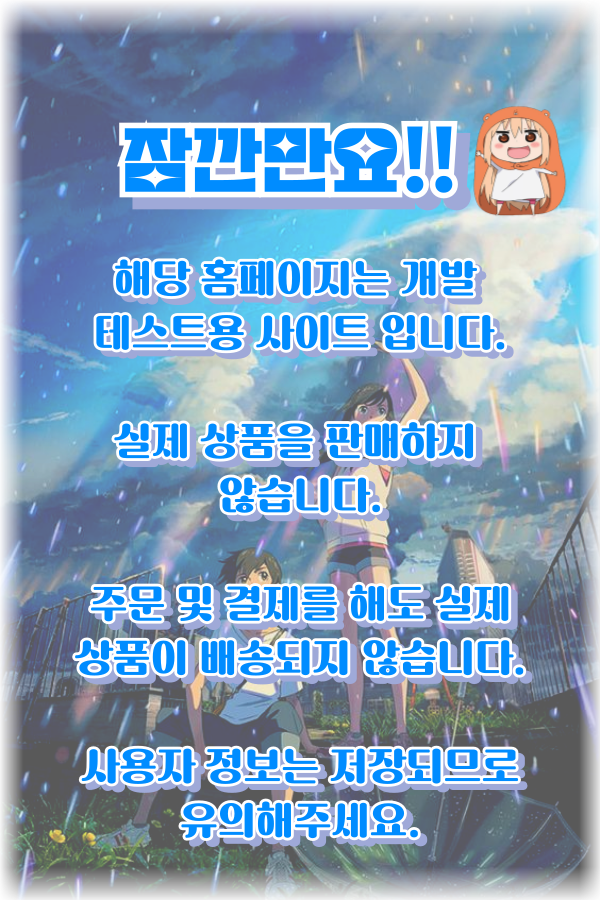 잠깐만요!!
해당 홈페이지는 개발
테스트용 사이트 입니다.
실제 상품을 판매하지
않습니다.
주문 및 결제를 해도 실제
상품이 배송되지 않습니다.
사용자 정보는 저장되므로
유의해주세요.